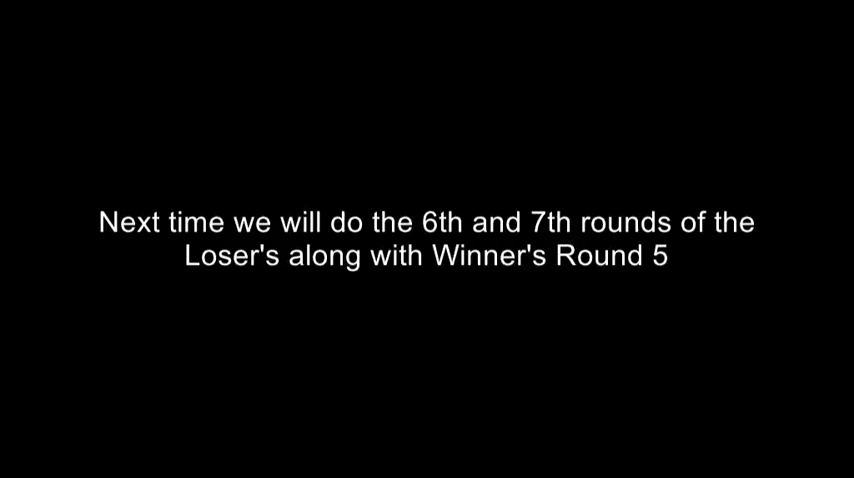 Next time we will do the 6th and 7th rounds of the
Loser's along with Winner's Round 5